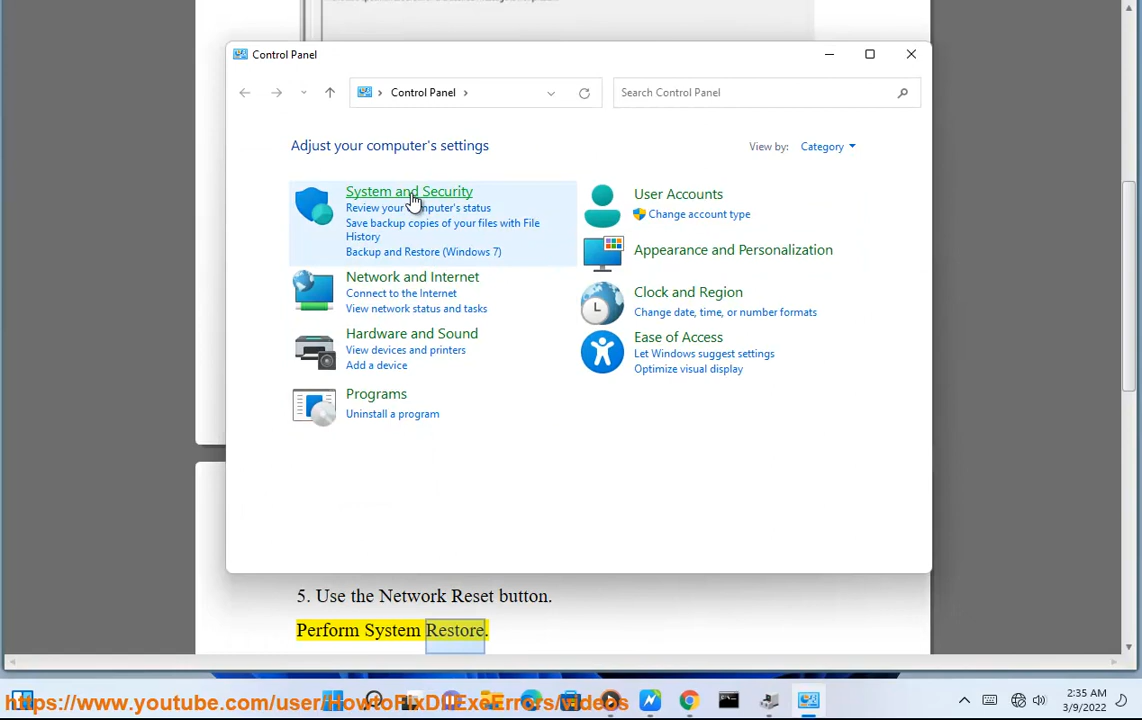 Control Panel
Control Panel
Search Control Panel
Adjust your computer's settings
View by: Category
System and Security
Review your computer's status
Save backup copies of your files with File
History
Backup and Restore (Windows 7)
Network and Internet
Connect to the Internet
View network status and tasks
Hardware and Sound
View devices and printers
Add a device
Programs
Uninstall a program
User Accounts
Change account type
Appearance and Personalization
Clock and Region
Change date, time, or number formats
Ease of Access
Let Windows suggest settings
Optimize visual display
5. Use the Network Reset button.
Perform System Restore.
https://www.youtube.com/user/HowtoFixDllExeErrors/videos
2:35 AM
3/9/2022